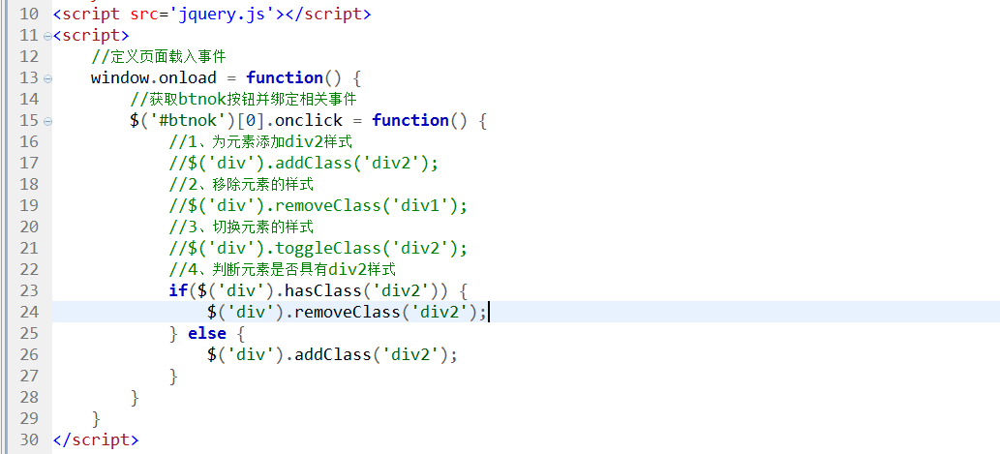 10 <script src='jquery.js'></script>
11 <script>
12     //定义页面载入事件
13     window.onload = function() {
14         //获取btnok按钮并绑定相关事件
15         $('#btnok')[0].onclick = function() {
16             //1、为元素添加div2样式
17             //$('div').addClass('div2');
18             //2、移除元素的样式
19             //$('div').removeClass('div1');
20             //3、切换元素的样式
21             //$('div').toggleClass('div2');
22             //4、判断元素是否具有div2样式
23             if($('div').hasClass('div2')) {
24                 $('div').removeClass('div2');
25             } else {
26                 $('div').addClass('div2');
27             }
28         }
29     }
30 </script>